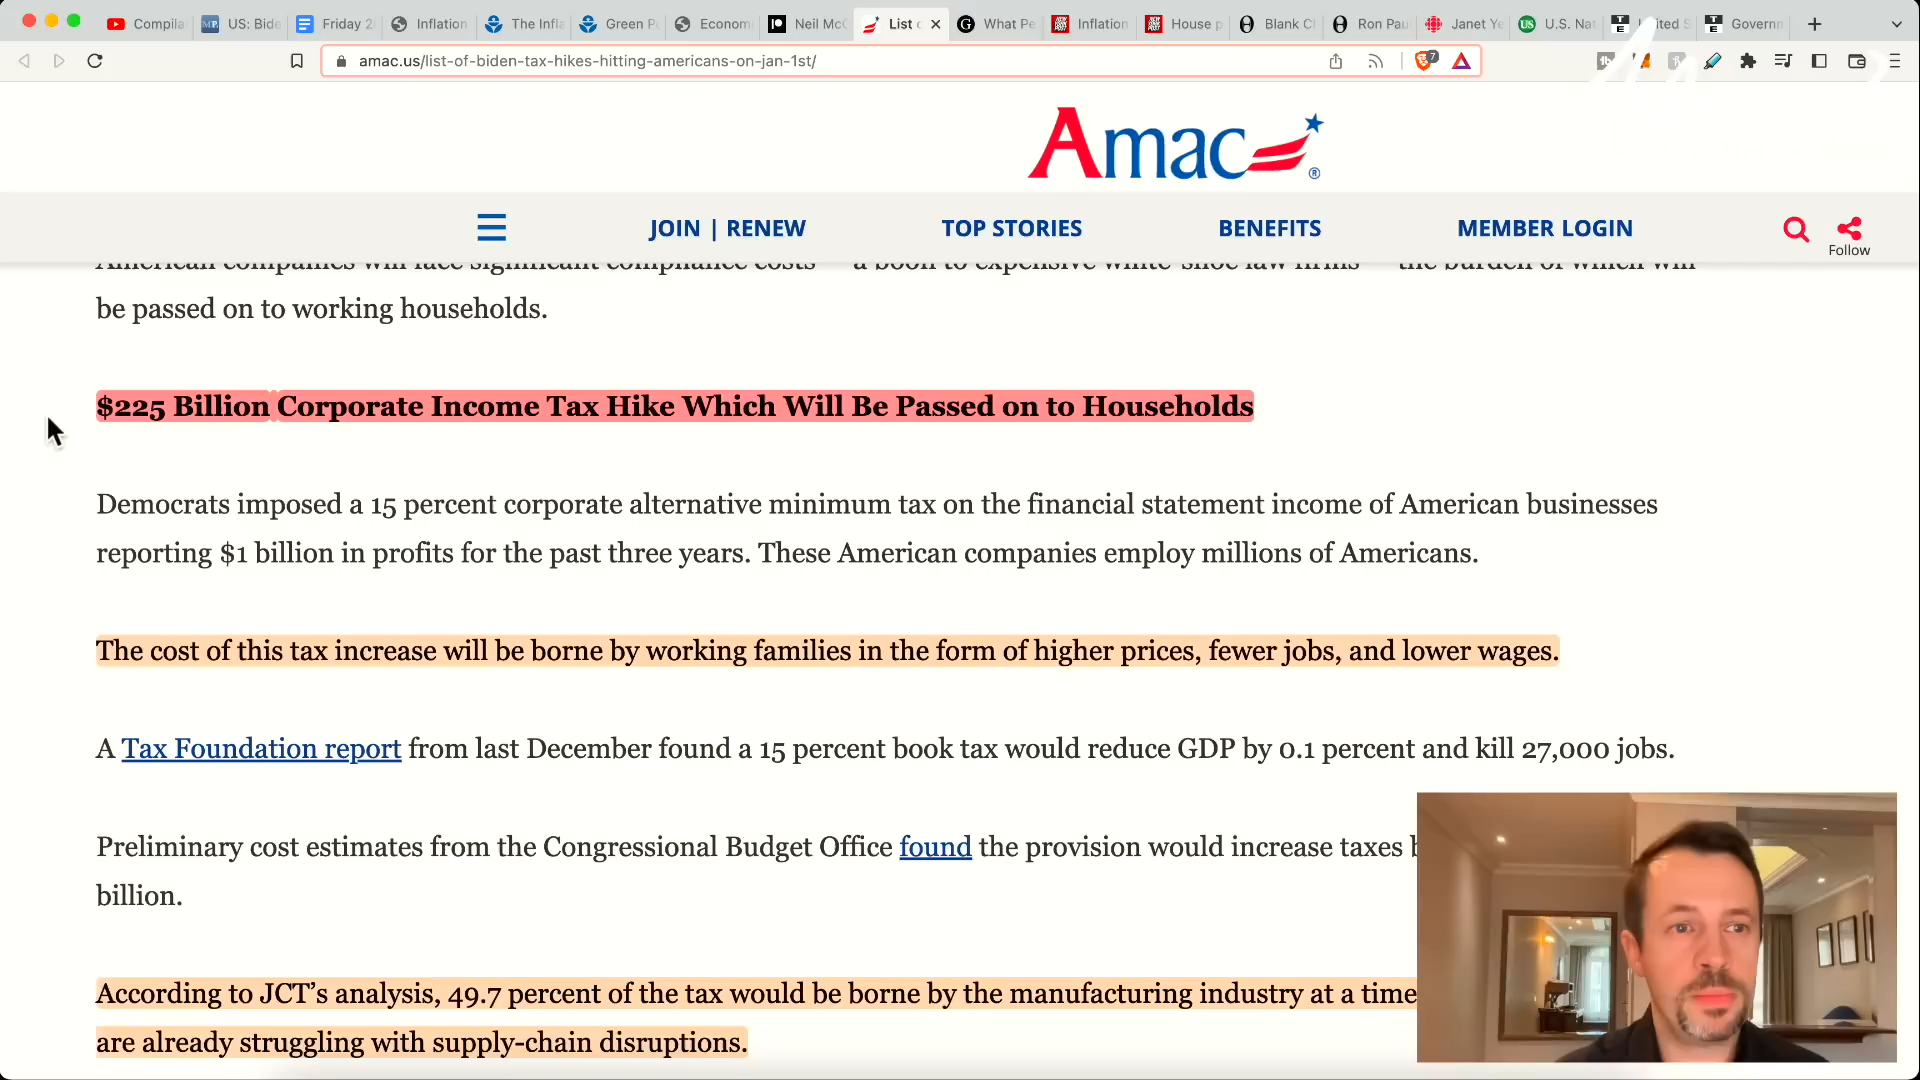 Compila
US: Bide
Friday 2
Inflation
The Infla
Green P
Econom
Neil McC
List
What Pe
Inflation
House p
Blank C
Ron Pau
Janet Ye
U.S. Nat
Governm
amac.us/list-of-biden-tax-hikes-hitting-americans-on-jan-1st/
7
Amac®
JOIN | RENEW
TOP STORIES
BENEFITS
MEMBER LOGIN
Follow
American companies will face significant compliance costs a boon to expensive white-shoe law firms the burden of which will
be passed on to working households.
$225 Billion Corporate Income Tax Hike Which Will Be Passed on to Households
Democrats imposed a 15 percent corporate alternative minimum tax on the financial statement income of American businesses
reporting $1 billion in profits for the past three years. These American companies employ millions of Americans.
The cost of this tax increase will be borne by working families in the form of higher prices, fewer jobs, and lower wages.
A Tax Foundation report from last December found a 15 percent book tax would reduce GDP by 0.1 percent and kill 27,000 jobs.
Preliminary cost estimates from the Congressional Budget Office found the provision would increase taxes b
billion.
According to JCT’s analysis, 49.7 percent of the tax would be borne by the manufacturing industry at a time
are already struggling with supply-chain disruptions.